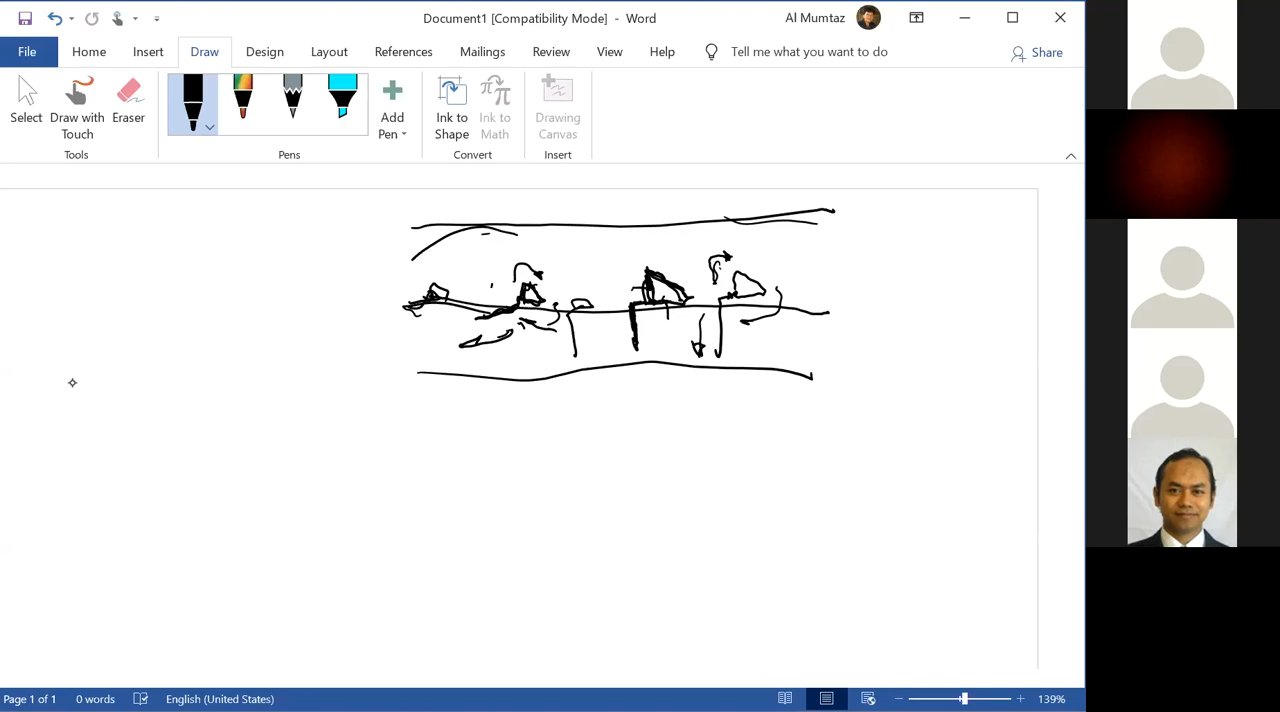 Document1 [Compatibility Mode] - Word
Al Mumtaz
File Home Insert Draw Design Layout References Mailings Review View Help Tell me what you want to do Share
Select
Draw with Touch
Eraser
Add Pen
Ink to Shape
Ink to Math
Drawing Canvas
Tools
Pens
Convert
Insert
Page 1 of 1 0 words English (United States) 139%